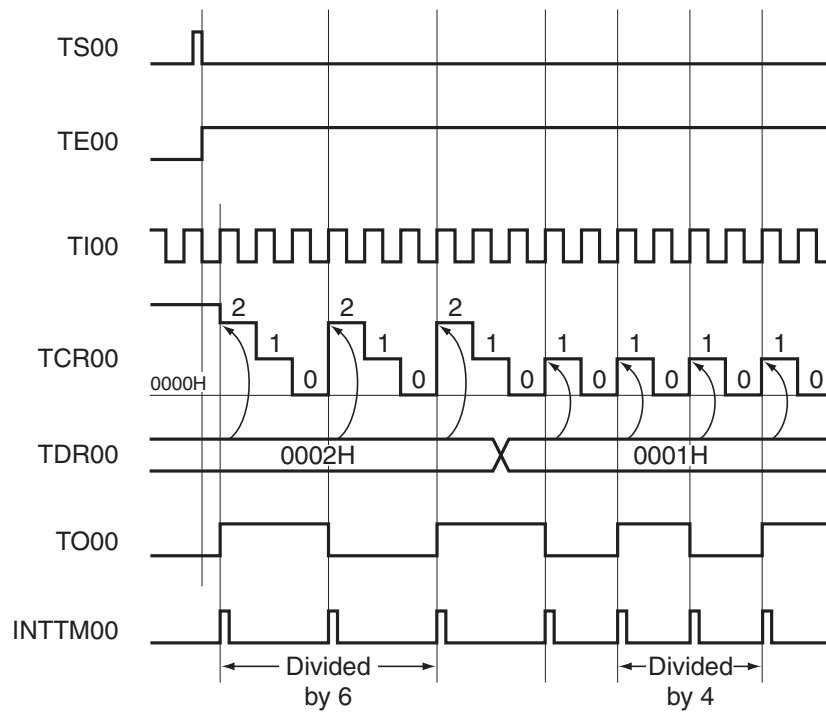 TS00
TE00
TI00
TCR00
2
2
2
1
1
1
1
1
1
1
0
0
0
0
0
0
0
0000H
TDR00
0002H
0001H
TO00
INTTM00
Divided
by 6
Divided
by 4